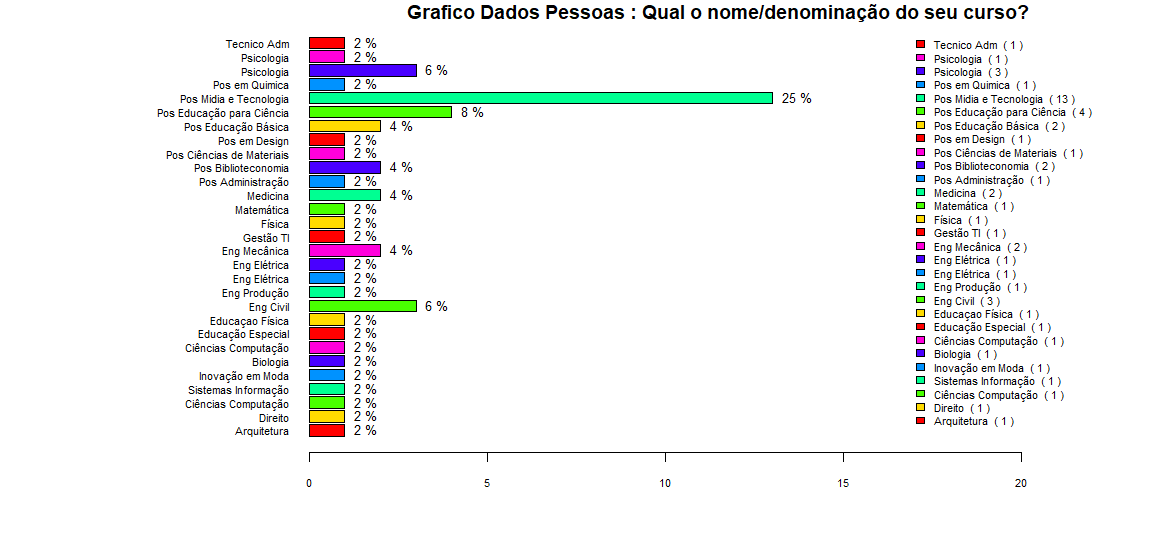 Grafico Dados Pessoas : Qual o nome/denominação do seu curso?
Tecnico Adm 2 %
Psicologia 2 %
Psicologia 6 %
Pos em Quimica 2 %
Pos Midia e Tecnologia 25 %
Pos Educação para Ciência 8 %
Pos Educação Básica 4 %
Pos em Design 2 %
Pos Ciências de Materiais 2 %
Pos Biblioteconomia 4 %
Pos Administração 2 %
Medicina 4 %
Matemática 2 %
Física 2 %
Gestão TI 2 %
Eng Mecânica 4 %
Eng Elétrica 2 %
Eng Elétrica 2 %
Eng Produção 2 %
Eng Civil 6 %
Educaçao Física 2 %
Educação Especial 2 %
Ciências Computação 2 %
Biologia 2 %
Inovação em Moda 2 %
Sistemas Informação 2 %
Ciências Computação 2 %
Direito 2 %
Arquitetura 2 %
0 5 10 15 20
Tecnico Adm ( 1 )
Psicologia ( 1 )
Psicologia ( 3 )
Pos em Quimica ( 1 )
Pos Midia e Tecnologia ( 13 )
Pos Educação para Ciência ( 4 )
Pos Educação Básica ( 2 )
Pos em Design ( 1 )
Pos Ciências de Materiais ( 1 )
Pos Biblioteconomia ( 2 )
Pos Administração ( 1 )
Medicina ( 2 )
Matemática ( 1 )
Física ( 1 )
Gestão TI ( 1 )
Eng Mecânica ( 2 )
Eng Elétrica ( 1 )
Eng Elétrica ( 1 )
Eng Produção ( 1 )
Eng Civil ( 3 )
Educaçao Física ( 1 )
Educação Especial ( 1 )
Ciências Computação ( 1 )
Biologia ( 1 )
Inovação em Moda ( 1 )
Sistemas Informação ( 1 )
Ciências Computação ( 1 )
Direito ( 1 )
Arquitetura ( 1 )